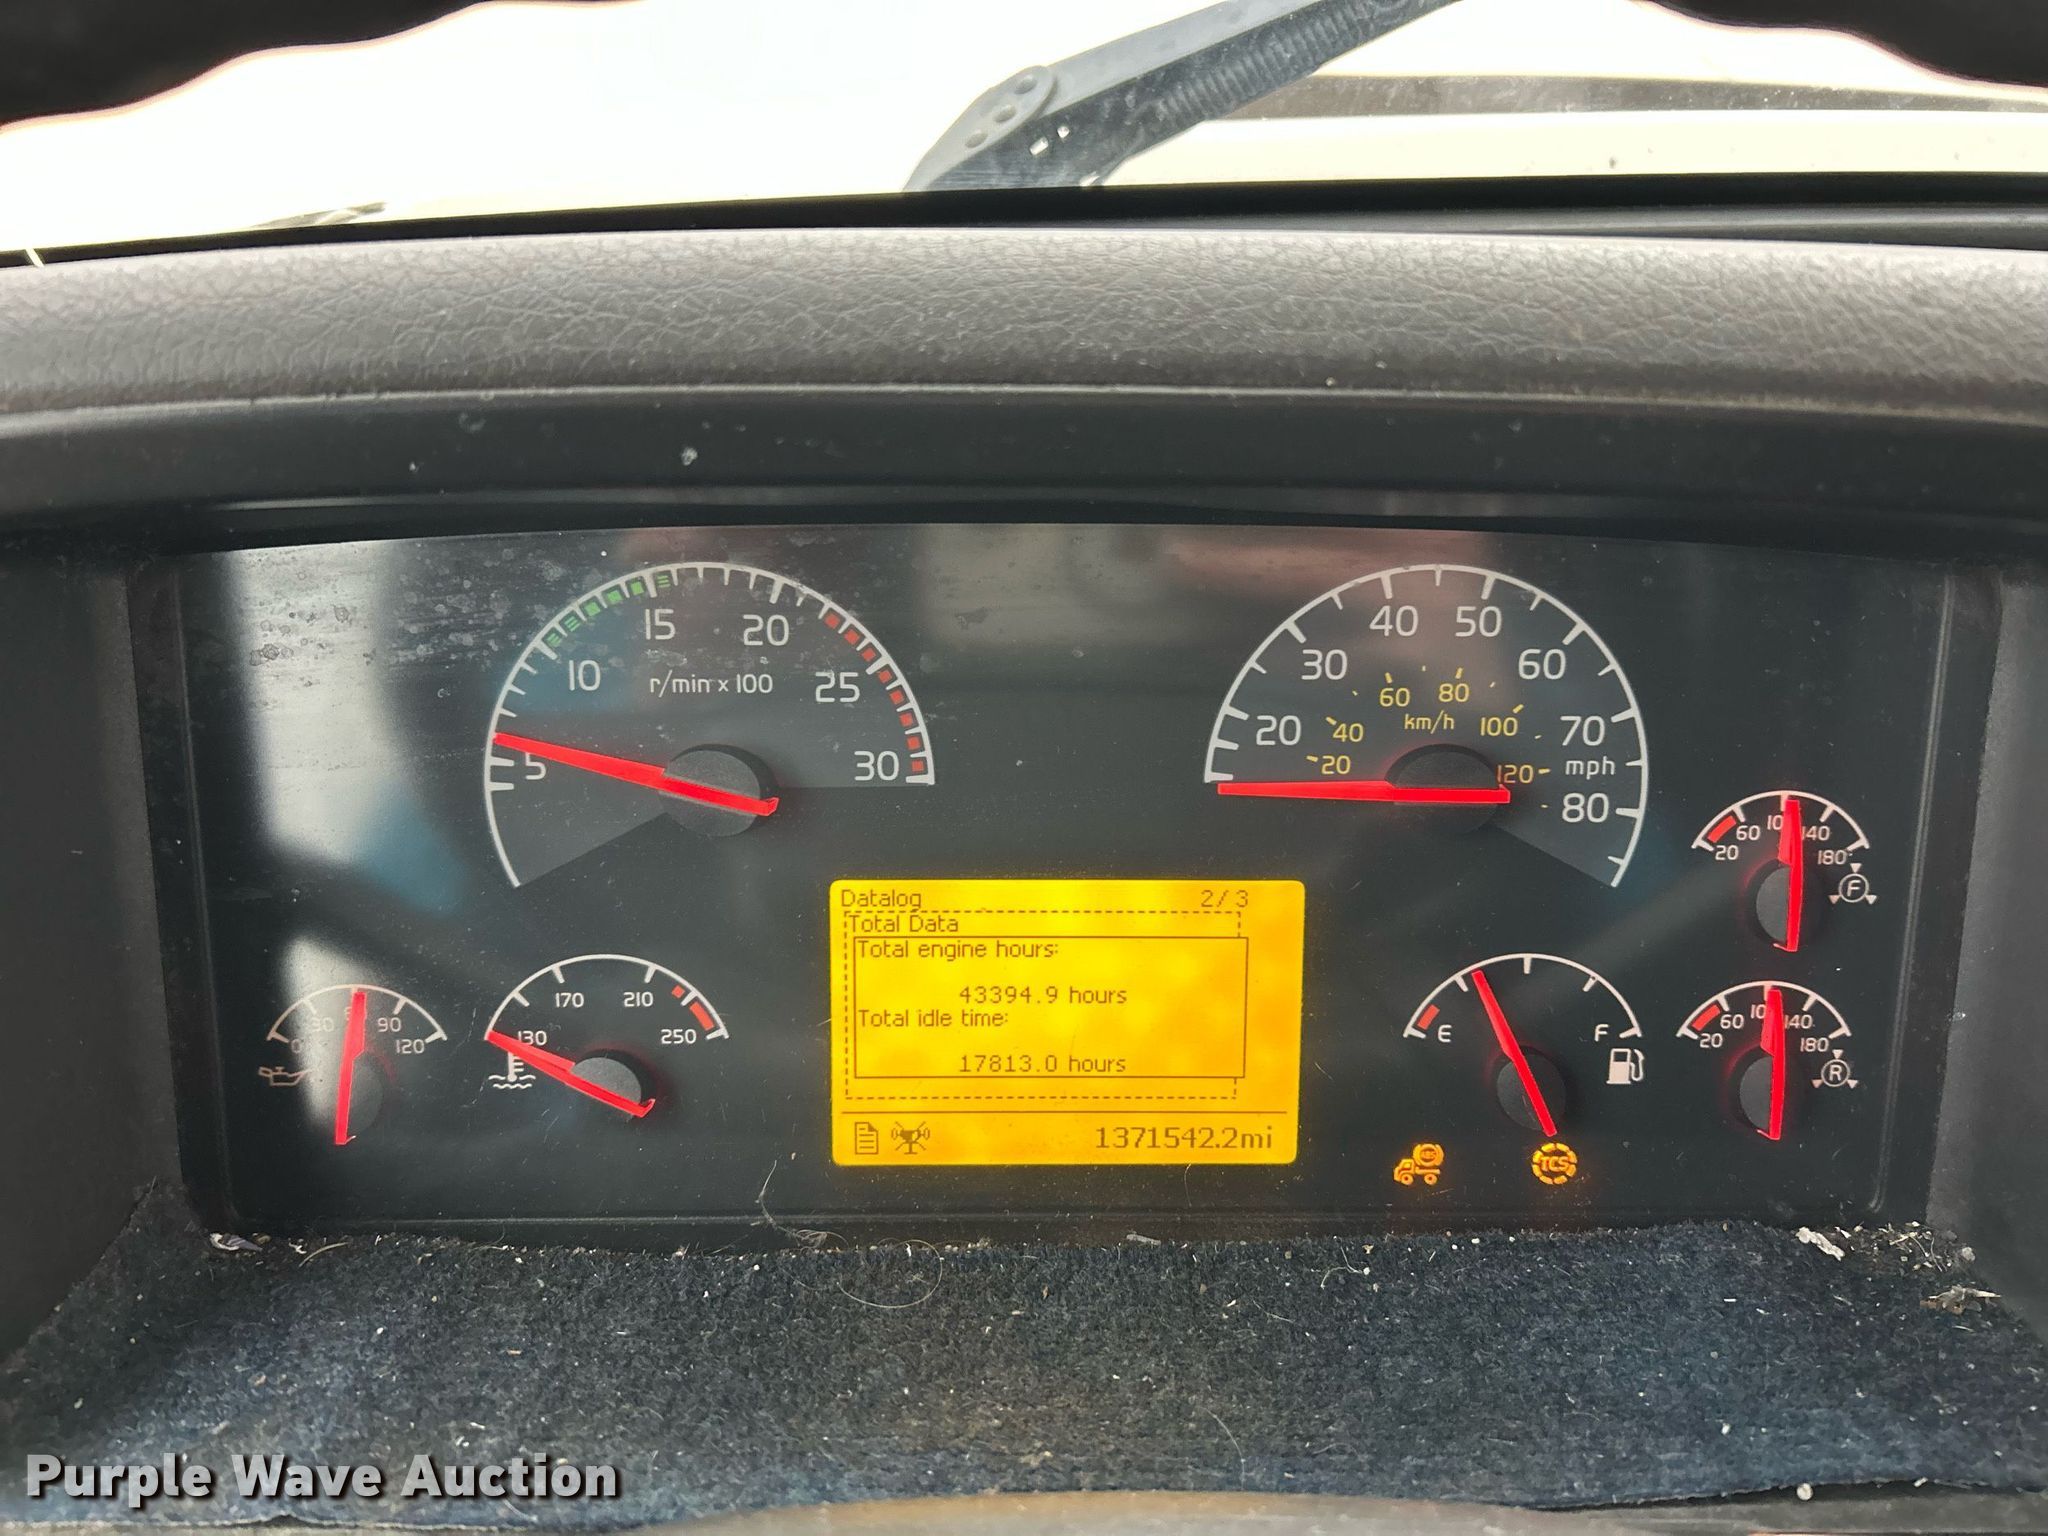 5
10
15
20
25
30
r/min x 100
20
30
40
50
60
70
80
mph
20
40
60
80
100
120
km/h
Datalog 2/3
Total Data
Total engine hours:
43394.9 hours
Total idle time:
17813.0 hours
1371542.2mi
0
30
90
120
130
170
210
250
E
F
20
60
140
180
F
20
60
140
180
R
ABS
TCS
Purple Wave Auction